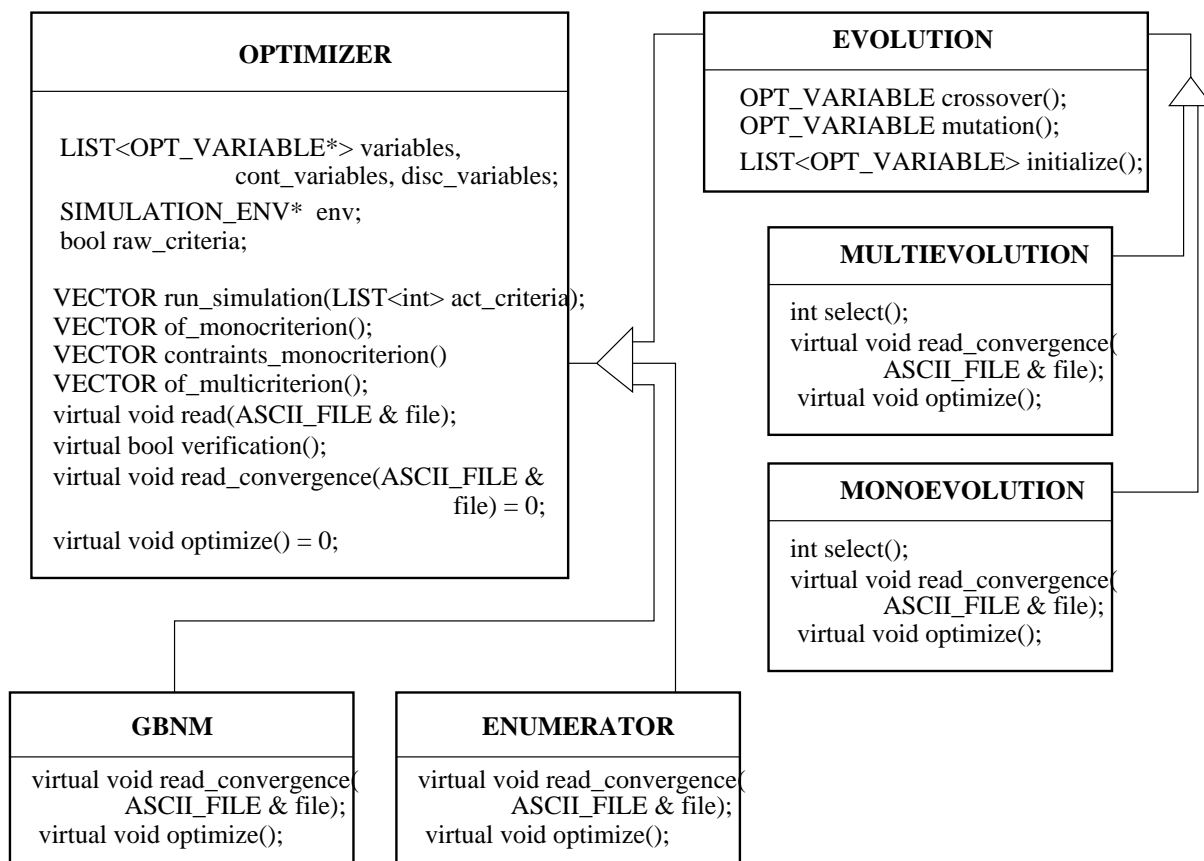 OPTIMIZER
LIST<OPT_VARIABLE*> variables,
cont_variables, disc_variables;
SIMULATION_ENV* env;
bool raw_criteria;
VECTOR run_simulation(LIST<int> act_criteria);
VECTOR of_monocriterion();
VECTOR contraints_monocriterion()
VECTOR of_multicriterion();
virtual void read(ASCII_FILE & file);
virtual bool verification();
virtual void read_convergence(ASCII_FILE &
file) = 0;
virtual void optimize() = 0;
EVOLUTION
OPT_VARIABLE crossover();
OPT_VARIABLE mutation();
LIST<OPT_VARIABLE> initialize();
MULTIEVOLUTION
int select();
virtual void read_convergence(
ASCII_FILE & file);
virtual void optimize();
MONOEVOLUTION
int select();
virtual void read_convergence(
ASCII_FILE & file);
virtual void optimize();
GBNM
virtual void read_convergence(
ASCII_FILE & file);
virtual void optimize();
ENUMERATOR
virtual void read_convergence(
ASCII_FILE & file);
virtual void optimize();